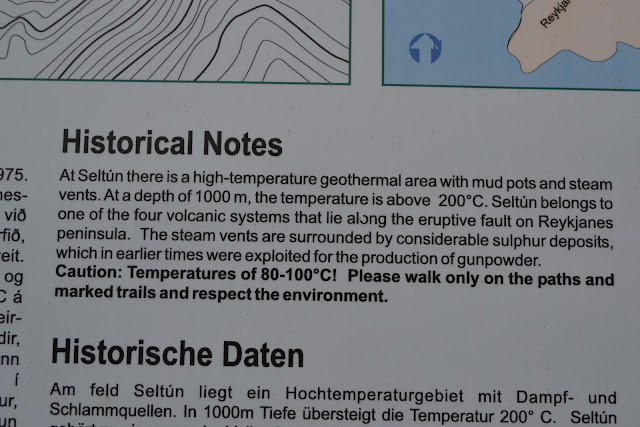 Reykjan
Historical Notes
At Seltún there is a high-temperature geothermal area with mud pots and steam
vents. At a depth of 1000 m, the temperature is above 200°C. Seltún belongs to
one of the four volcanic systems that lie along the eruptive fault on Reykjanes
peninsula. The steam vents are surrounded by considerable sulphur deposits,
which in earlier times were exploited for the production of gunpowder.
Caution: Temperatures of 80-100°C! Please walk only on the paths and
marked trails and respect the environment.
Historische Daten
Am feld Seltún liegt ein Hochtemperaturgebiet mit Dampf- und
Schlammquellen. In 1000m Tiefe übersteigt die Temperatur 200° C. Seltún
975.
nes-
við
rfið,
reit.
og
C á
eir-
dir,
nn
í
ur,
un